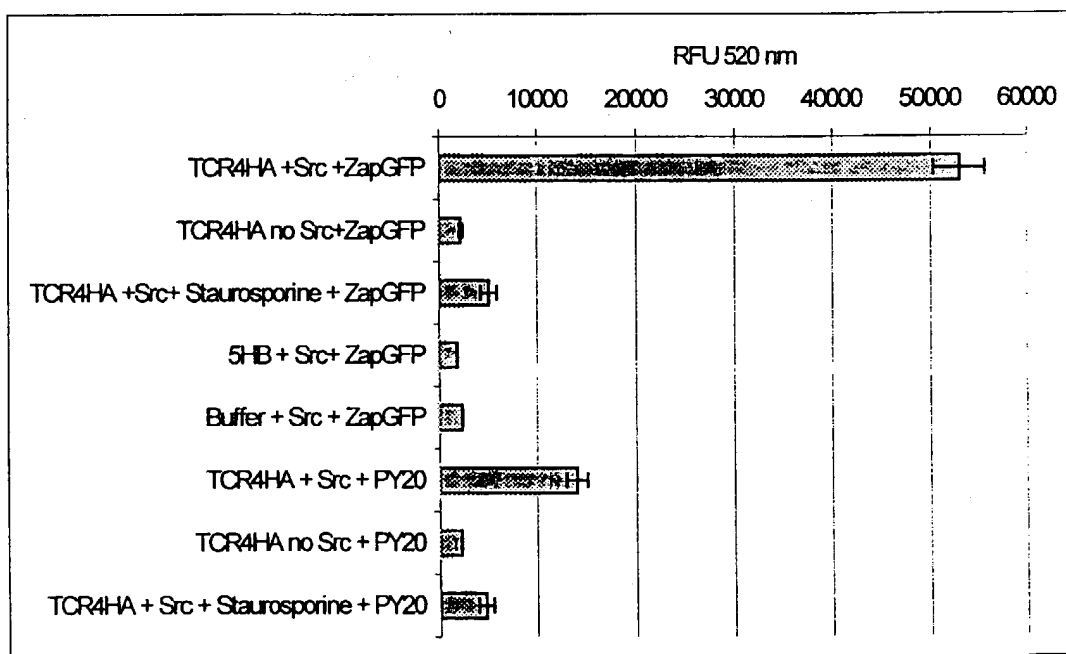 RFU 520 nm
0 10000 20000 30000 40000 50000 60000
TCR4HA +Src +ZapGFP
TCR4HA no Src+ZapGFP
TCR4HA +Src+ Staurosporine + ZapGFP
5HB + Src+ ZapGFP
Buffer + Src + ZapGFP
TCR4HA + Src + PY20
TCR4HA no Src + PY20
TCR4HA + Src + Staurosporine + PY20